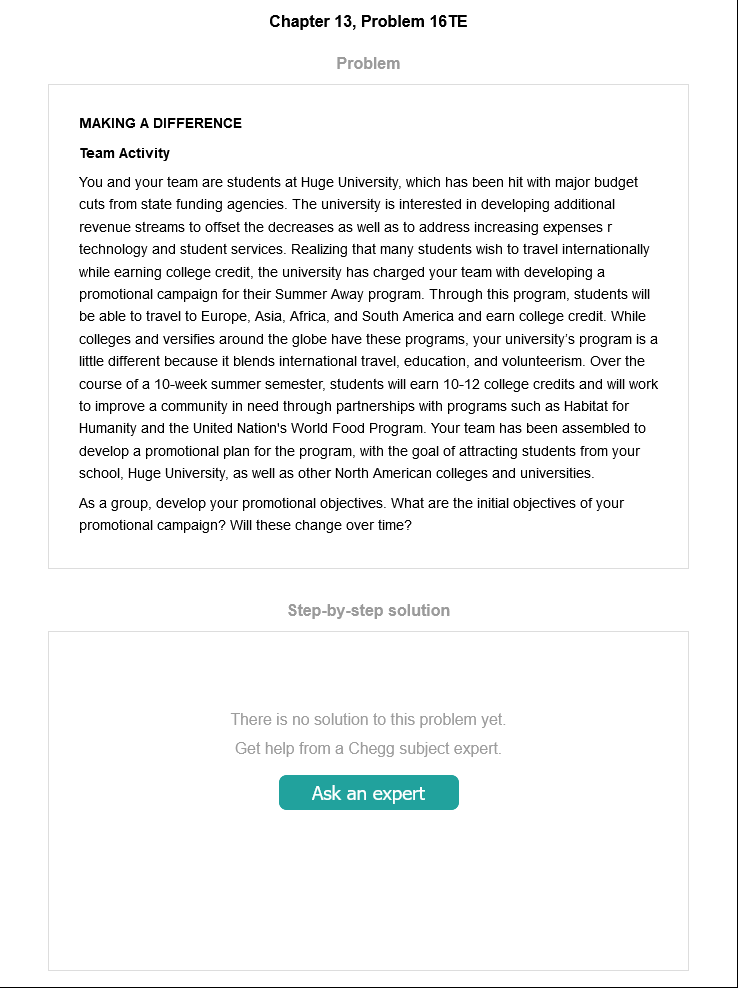 Chapter 13, Problem 16TE
Problem
MAKING A DIFFERENCE
Team Activity
You and your team are students at Huge University, which has been hit with major budget
cuts from state funding agencies. The university is interested in developing additional
revenue streams to offset the decreases as well as to address increasing expenses r
technology and student services. Realizing that many students wish to travel internationally
while earning college credit, the university has charged your team with developing a
promotional campaign for their Summer Away program. Through this program, students will
be able to travel to Europe, Asia, Africa, and South America and earn college credit. While
colleges and versifies around the globe have these programs, your university's program is a
little different because it blends international travel, education, and volunteerism. Over the
course of a 10-week summer semester, students will earn 10-12 college credits and will work
to improve a community in need through partnerships with programs such as Habitat for
Humanity and the United Nation's World Food Program. Your team has been assembled to
develop a promotional plan for the program, with the goal of attracting students from your
school, Huge University, as well as other North American colleges and universities.
As a group, develop your promotional objectives. What are the initial objectives of your
promotional campaign? Will these change over time?
Step-by-step solution
There is no solution to this problem yet.
Get help from a Chegg subject expert.
Ask an expert